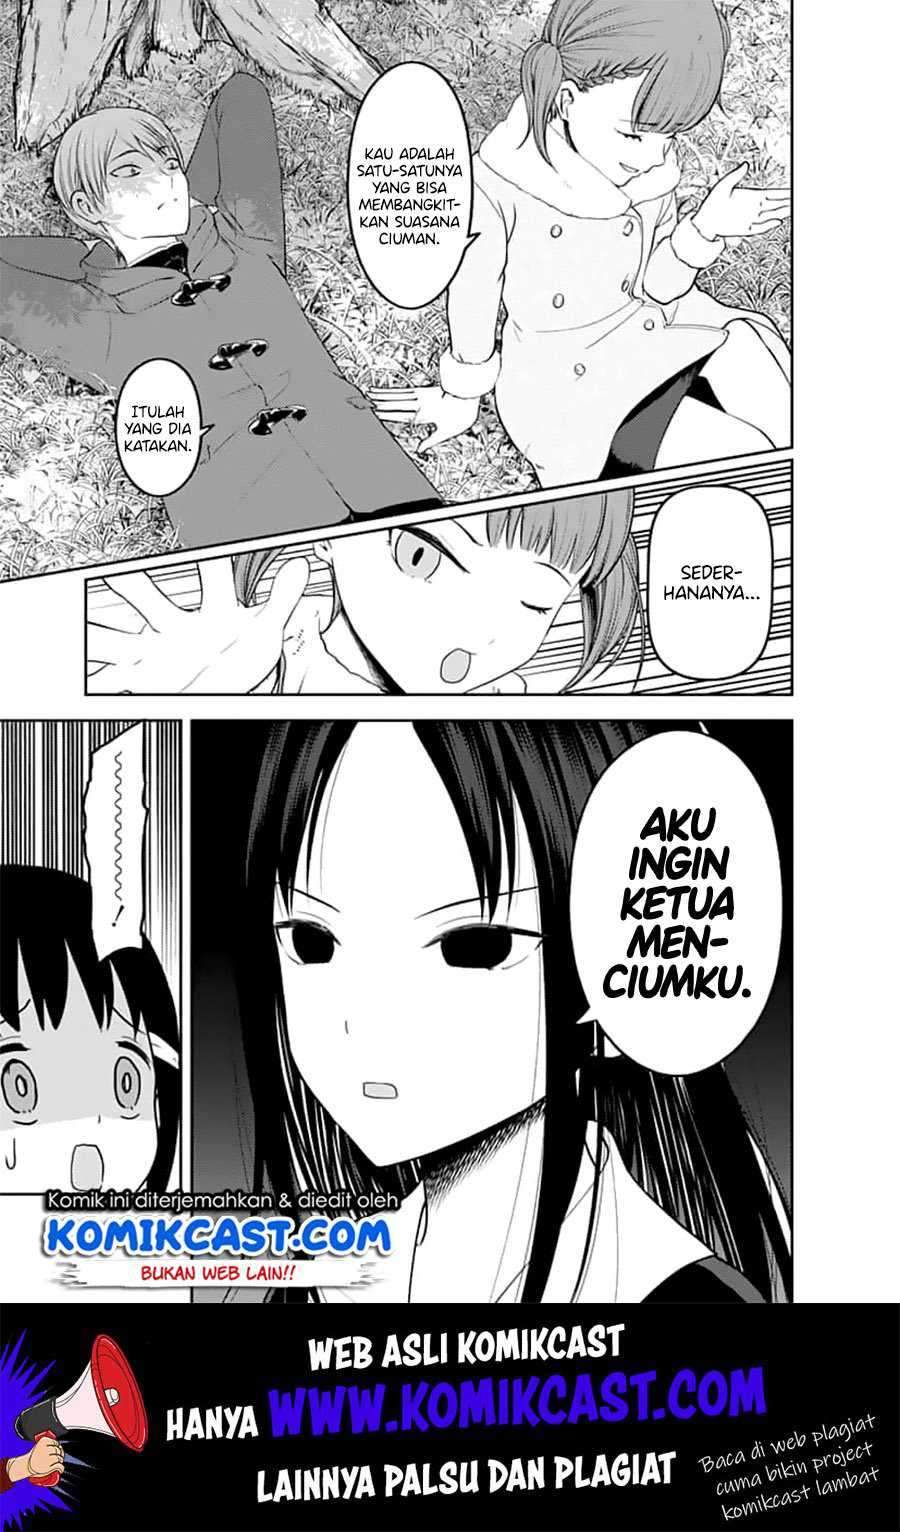 KAU ADALAH
SATU-SATUNYA
YANG BISA
MEMBANGKIT-
KAN SUASANA
CIUMAN.
ITULAH
YANG DIA
KATAKAN.
SEDER-
HANANYA...
AKU
INGIN
KETUA
MEN-
CIUMKU.
Komik ini diterjemahkan & diedit oleh
KOMIKCAST.COM
BUKAN WEB LAIN!!
WEB ASLI KOMIKCAST
HANYA WWW.KOMIKCAST.COM
LAINNYA PALSU DAN PLAGIAT
Baca di web plagiat
cuma bikin project
komikcast lambat